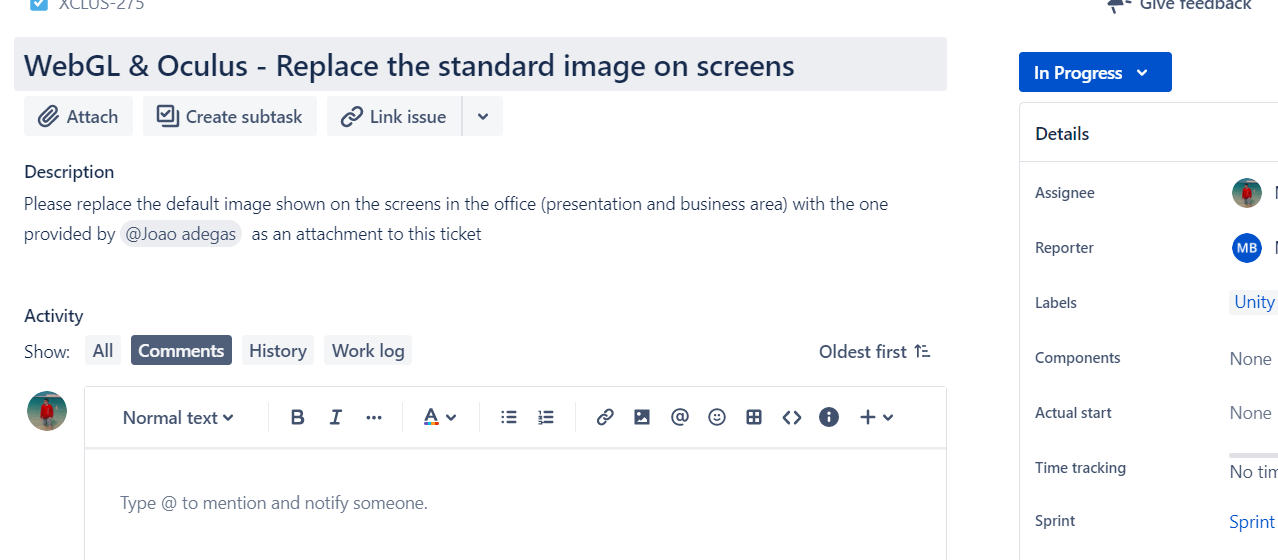 XCLUS-275
Give feedback
WebGL & Oculus - Replace the standard image on screens
In Progress
Attach
Create subtask
Link issue
Details
Description
Please replace the default image shown on the screens in the office (presentation and business area) with the one
provided by @Joao adegas as an attachment to this ticket
Assignee
Reporter
MB
Labels
Unity
Components
None
Actual start
None
Time tracking
No
Sprint
Sprint
Activity
Show:
All
Comments
History
Work log
Oldest first
Normal text
B
I
A
Type @ to mention and notify someone.